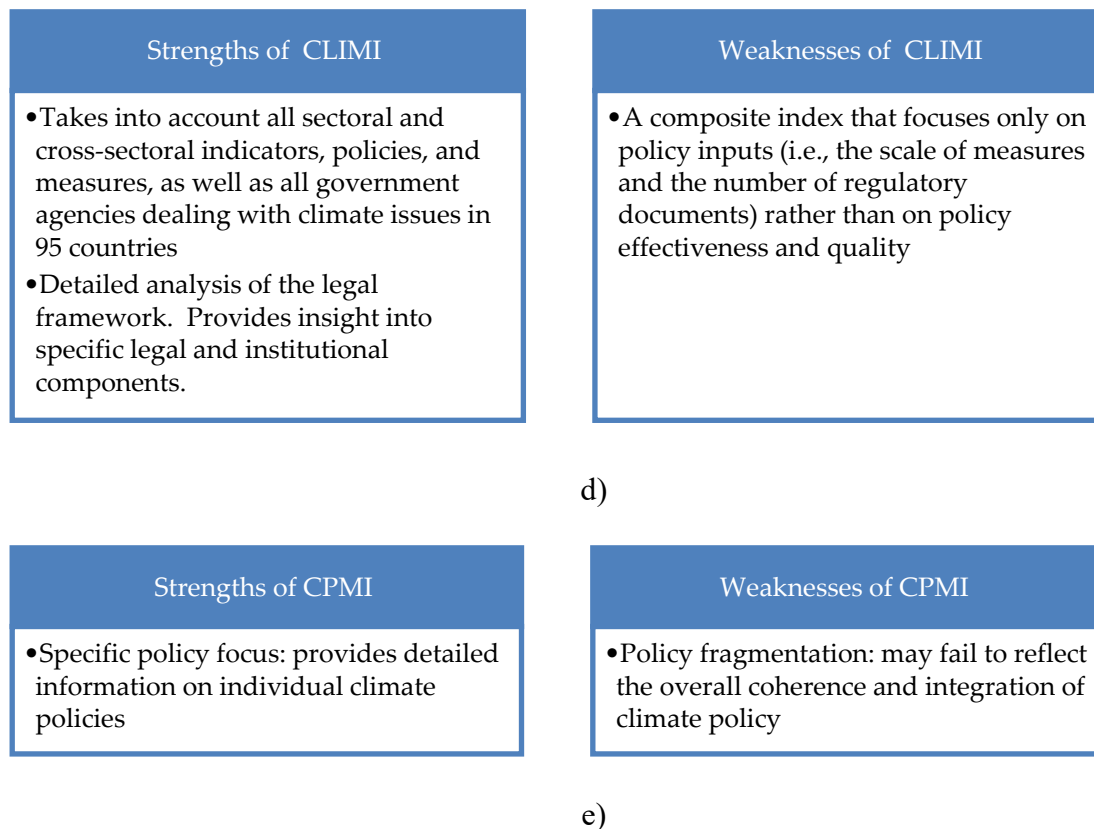 Strengths of CLIMI
•Takes into account all sectoral and
cross-sectoral indicators, policies, and
measures, as well as all government
agencies dealing with climate issues in
95 countries
•Detailed analysis of the legal
framework. Provides insight into
specific legal and institutional
components.
Weaknesses of CLIMI
•A composite index that focuses only on
policy inputs (i.e., the scale of measures
and the number of regulatory
documents) rather than on policy
effectiveness and quality
d)
Strengths of CPMI
•Specific policy focus: provides detailed
information on individual climate
policies
Weaknesses of CPMI
•Policy fragmentation: may fail to reflect
the overall coherence and integration of
climate policy
e)